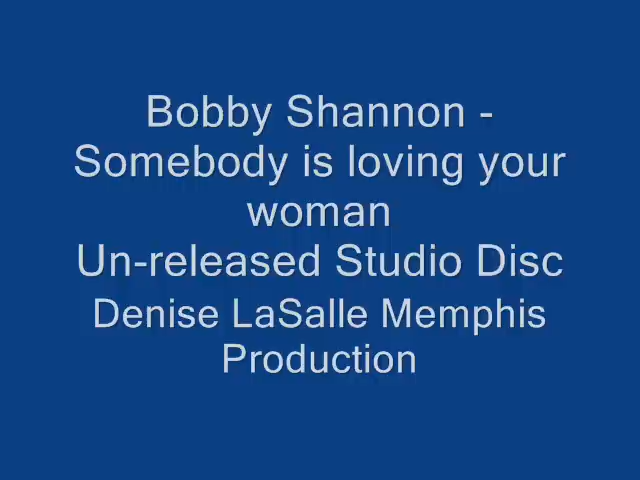 Bobby Shannon -
Somebody is loving your
woman
Un-released Studio Disc
Denise LaSalle Memphis
Production